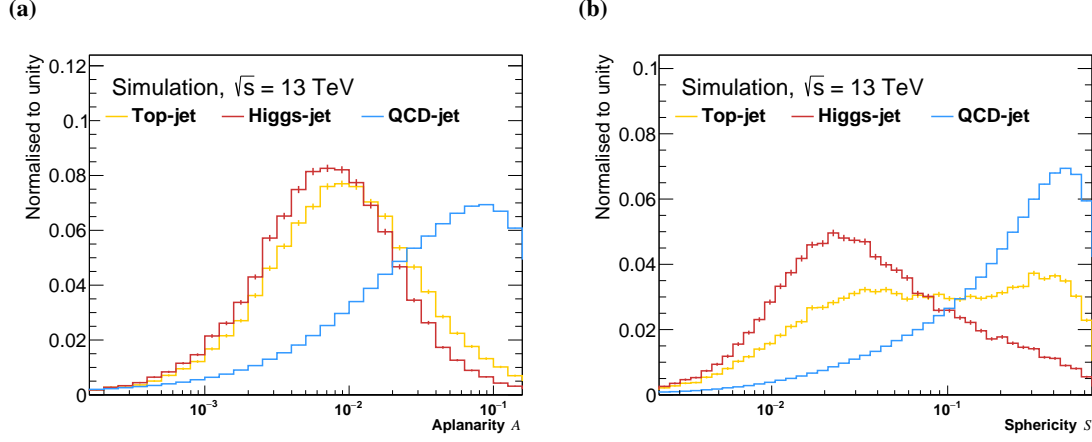 (a)
Normalised to unity
0.12
0.1
0.08
0.06
0.04
0.02
0
Simulation, √s = 13 TeV
Top-jet Higgs-jet QCD-jet
10⁻³ 10⁻² 10⁻¹
Aplanarity A
(b)
Normalised to unity
0.1
0.08
0.06
0.04
0.02
0
Simulation, √s = 13 TeV
Top-jet Higgs-jet QCD-jet
10⁻² 10⁻¹
Sphericity S